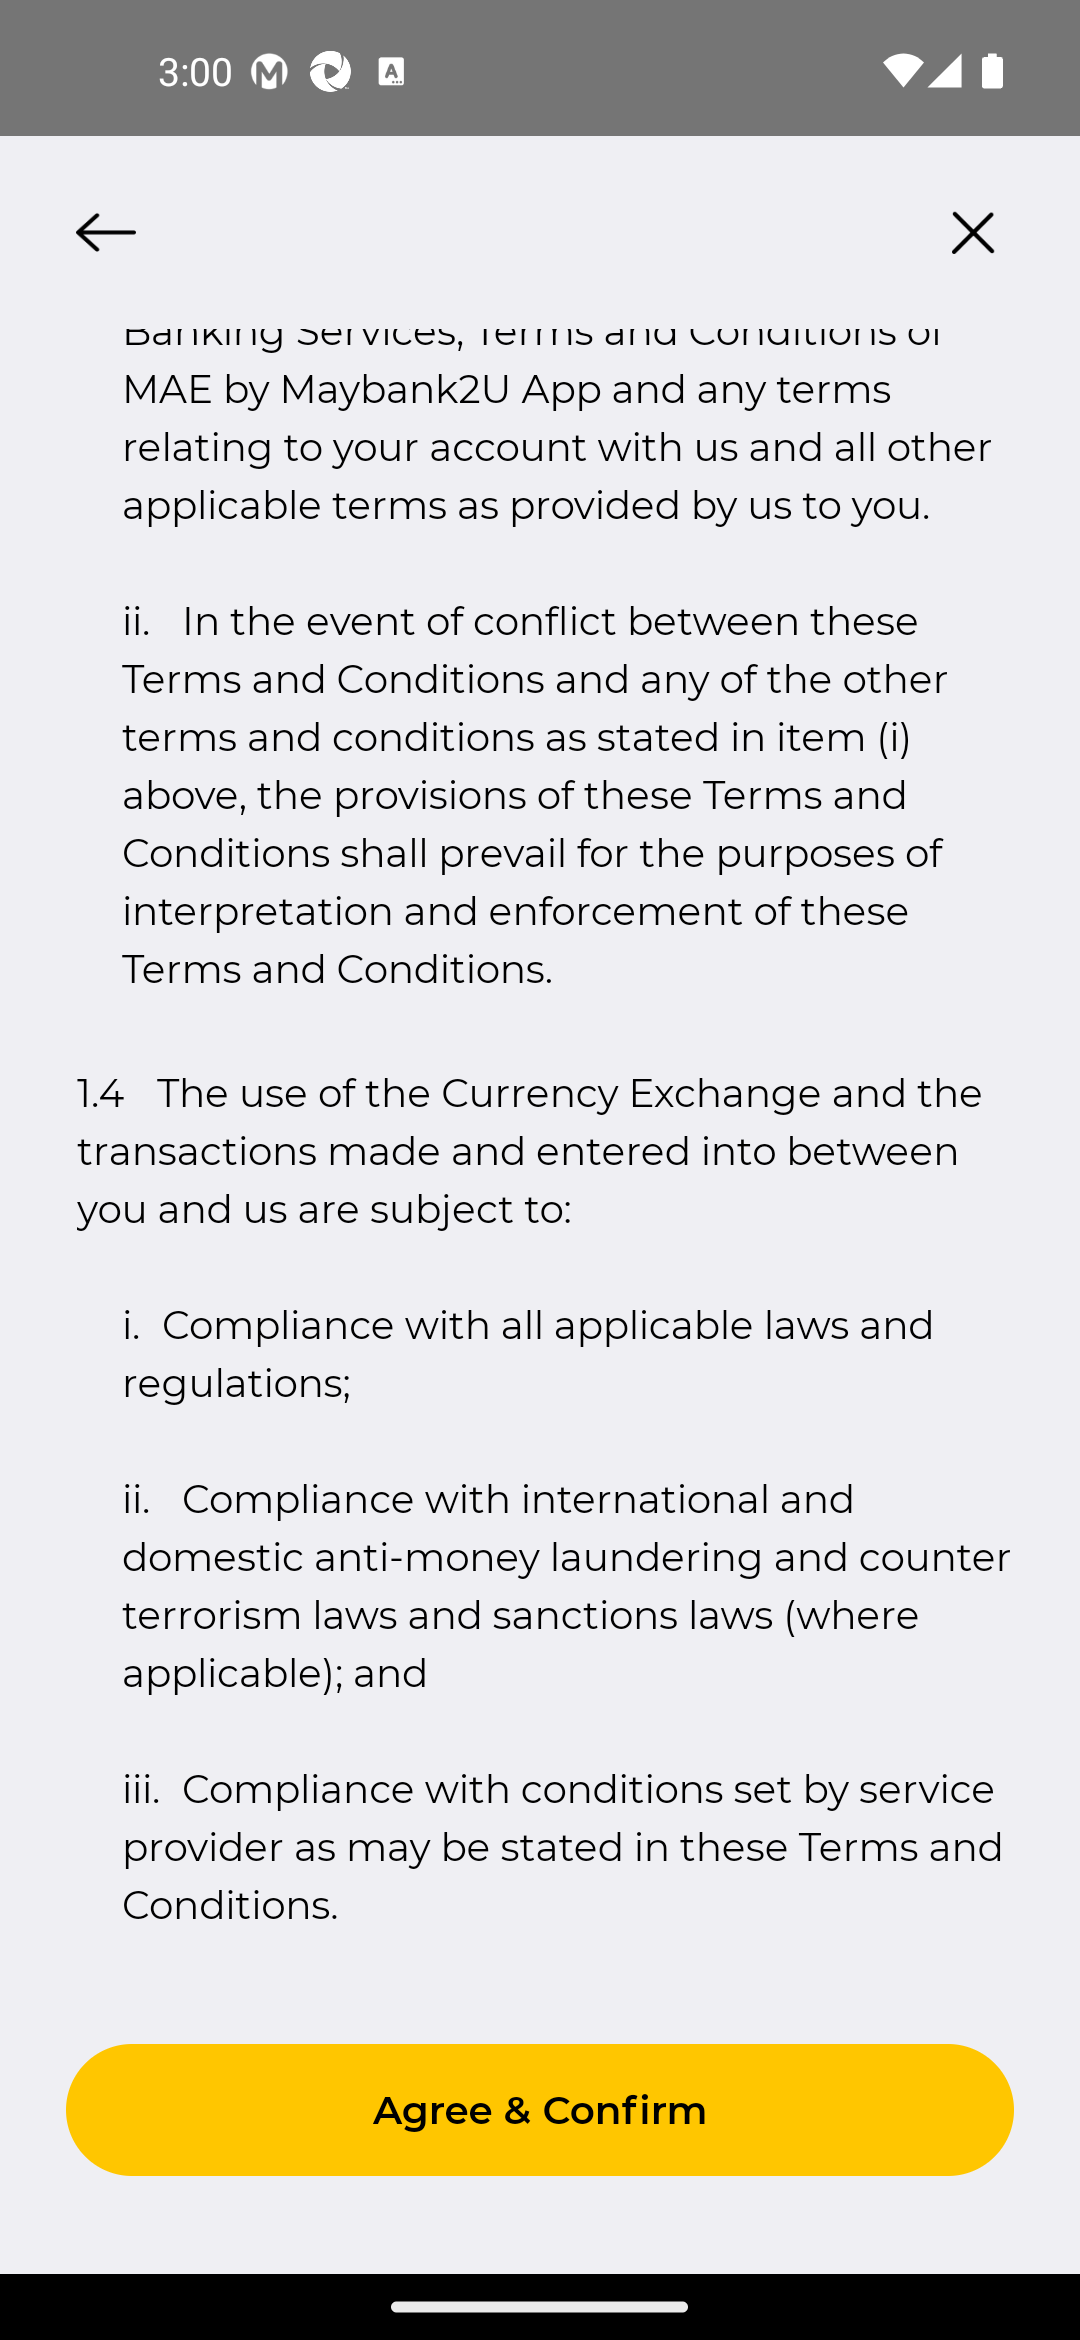 3:00
Banking Services, Terms and Conditions of
MAE by Maybank2U App and any terms
relating to your account with us and all other
applicable terms as provided by us to you.
ii. In the event of conflict between these
Terms and Conditions and any of the other
terms and conditions as stated in item (i)
above, the provisions of these Terms and
Conditions shall prevail for the purposes of
interpretation and enforcement of these
Terms and Conditions.
1.4 The use of the Currency Exchange and the
transactions made and entered into between
you and us are subject to:
i. Compliance with all applicable laws and
regulations;
ii. Compliance with international and
domestic anti-money laundering and counter
terrorism laws and sanctions laws (where
applicable); and
iii. Compliance with conditions set by service
provider as may be stated in these Terms and
Conditions.
Agree & Confirm